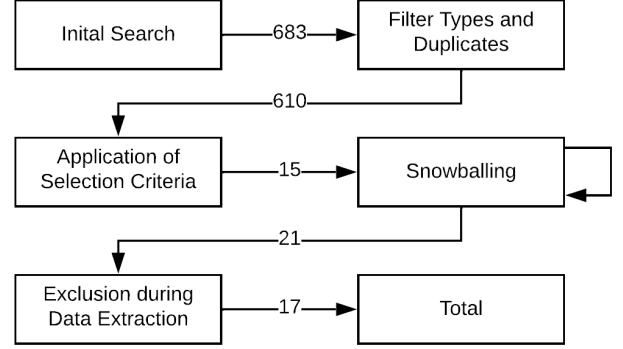 Inital Search
683
Filter Types and
Duplicates
610
Application of
Selection Criteria
15
Snowballing
21
Exclusion during
Data Extraction
17
Total